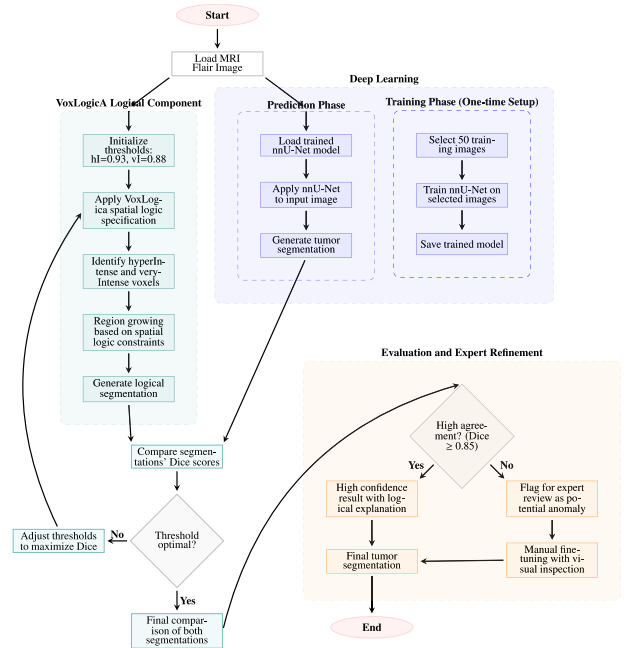 Start
Load MRI
Flair Image
Deep Learning
VoxLogicA Logical Component
Prediction Phase
Training Phase (One-time Setup)
Initialize
thresholds:
hI=0.93, vI=0.88
Load trained
nnU-Net model
Select 50 train-
ing images
Apply VoxLog-
ica spatial logic
specification
Apply nnU-Net
to input image
Train nnU-Net on
selected images
Identify hyperIn-
tense and very-
Intense voxels
Generate tumor
segmentation
Save trained model
Region growing
based on spatial
logic constraints
Generate logical
segmentation
Evaluation and Expert Refinement
Compare segmen-
tations' Dice scores
High agree-
ment? (Dice
≥ 0.85)
Yes
No
High confidence
result with log-
ical explanation
Flag for expert
review as po-
tential anomaly
Adjust thresholds
to maximize Dice
No
Threshold
optimal?
Final tumor
segmentation
Manual fine-
tuning with vi-
sual inspection
Yes
Final compar-
ison of both
segmentations
End